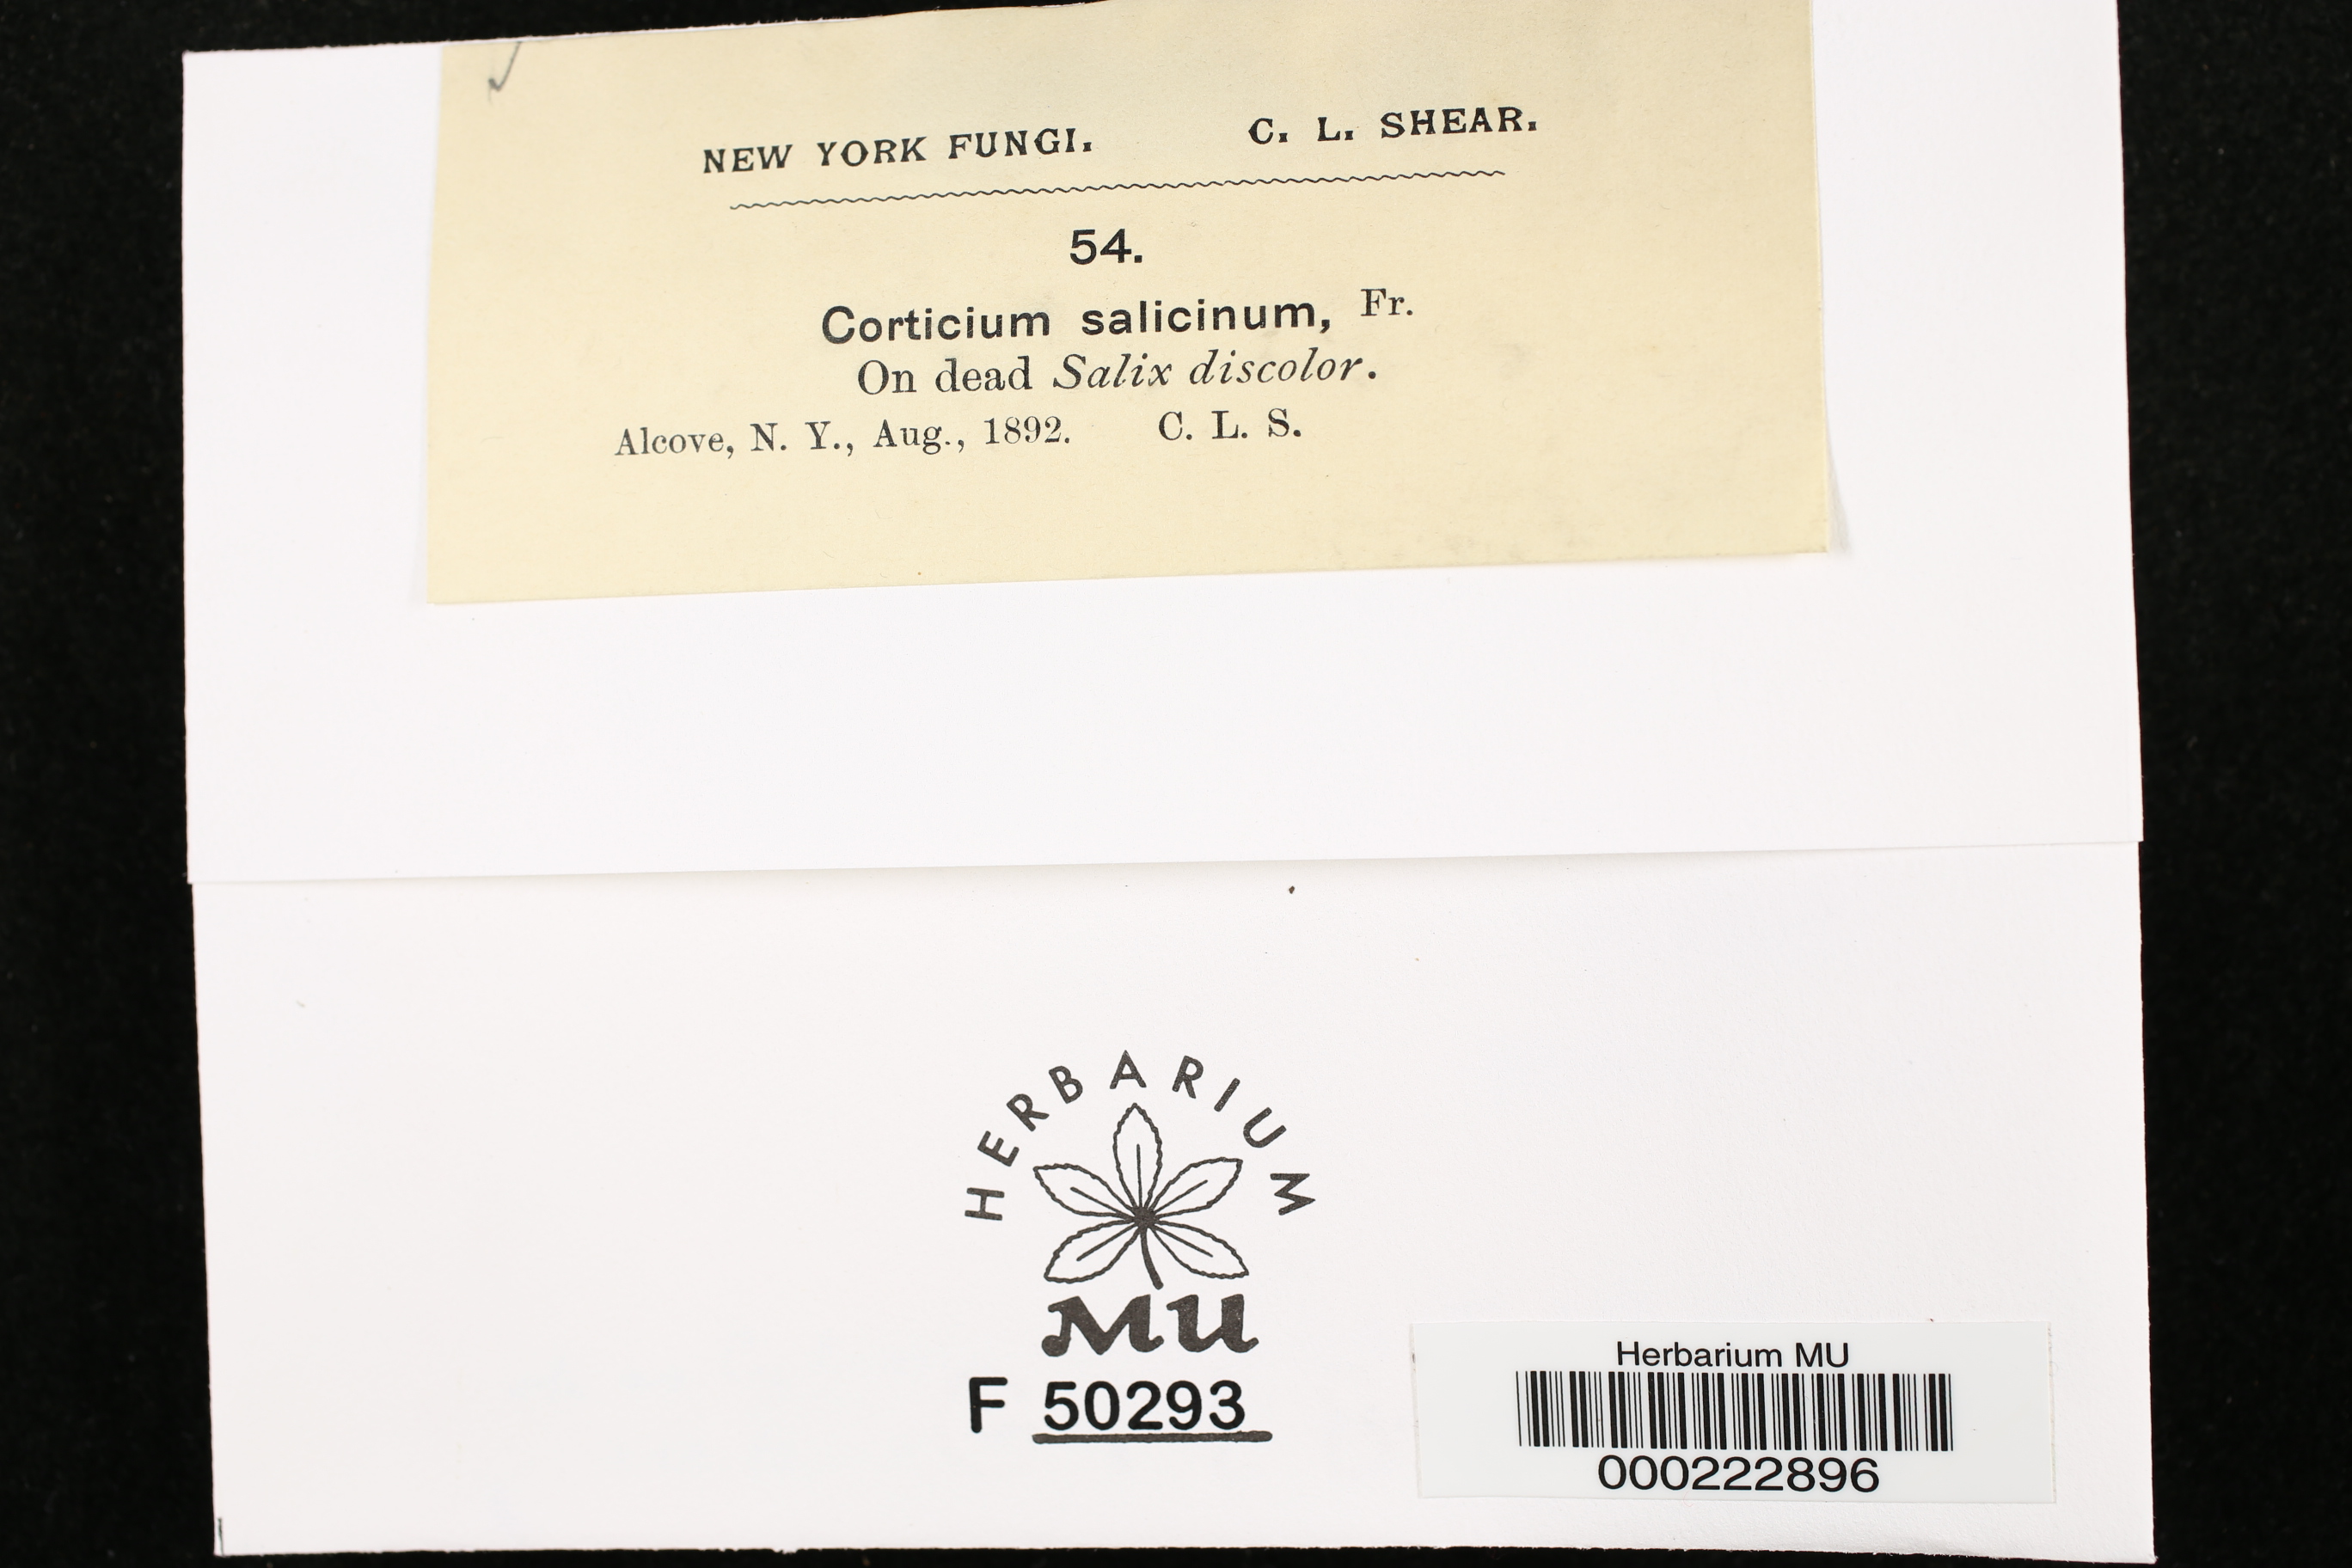 NEW YORK FUNGI. C. L. SHEAR.
54.
Corticium salicinum, Fr.
On dead Salix discolor.
Alcove, N. Y., Aug., 1892. C. L. S.
HERBARIUM
MU
F 50293
Herbarium MU
000222896